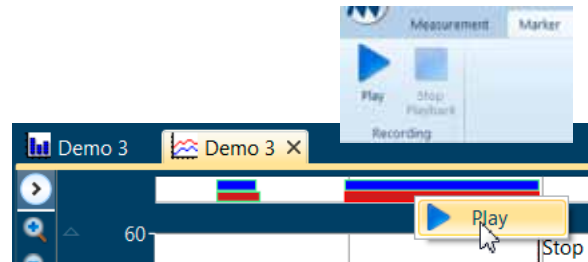 Measurement Marker
Play Stop
Playback
Recording
Demo 3 Demo 3
Play
60
Stop